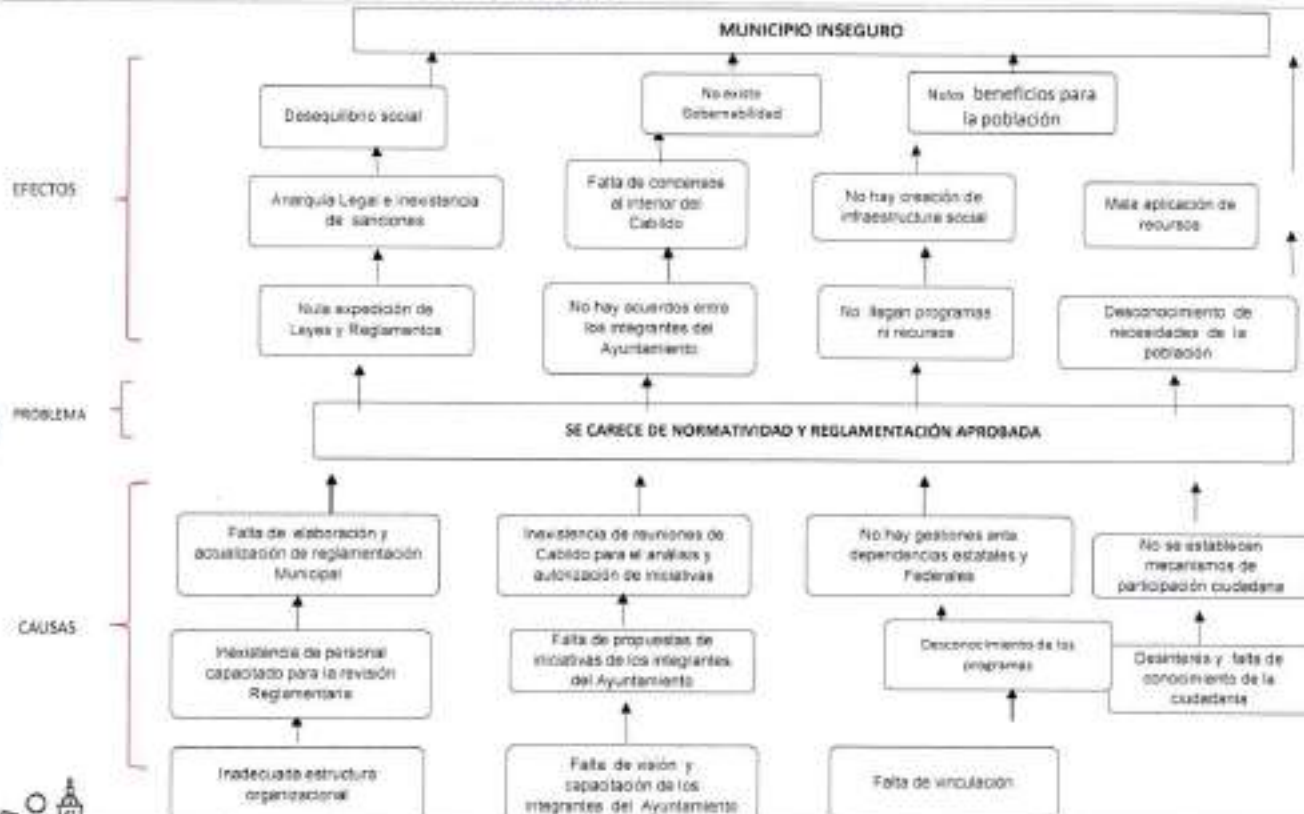 MUNICIPIO INSEGURO
Desequilibrio social
No existe
Gobernabilidad
Nulos beneficios para
la población
EFECTOS
Anarquía Legal e inexistencia
de sanciones
Falta de concensos
al interior del
Cabildo
No hay creación de
infraestructura social
Mala aplicación de
recursos
Nula expedición de
Leyes y Reglamentos
No hay acuerdos entre
los integrantes del
Ayuntamiento
No llegan programas
ni recursos
Desconocimiento de
necesidades de la
población
PROBLEMA
SE CARECE DE NORMATIVIDAD Y REGLAMENTACIÓN APROBADA
Falta de elaboración y
actualización de reglamentación
Municipal
Inexistencia de reuniones de
Cabildo para el análisis y
autorización de iniciativas
No hay gestiones ante
dependencias estatales y
Federales
No se establecen
mecanismos de
participación ciudadana
CAUSAS
Inexistencia de personal
capacitado para la revisión
Reglamentaria
Falta de propuestas de
iniciativas de los integrantes
del Ayuntamiento
Desconocimiento de los
programas
Desinterés y falta de
conocimiento de la
ciudadanía
Inadecuada estructura
organizacional
Falta de visión y
capacitación de los
integrantes del Ayuntamiento
Falta de vinculación